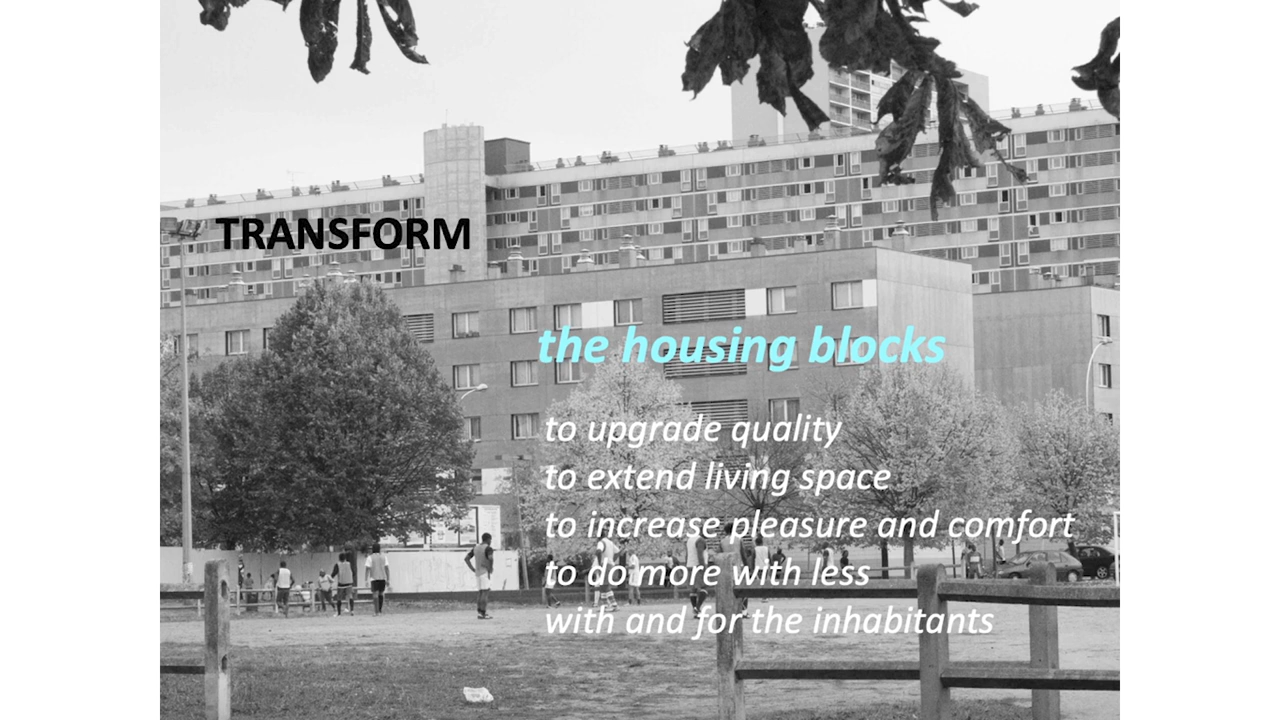 TRANSFORM
the housing blocks
to upgrade quality
to extend living space
to increase pleasure and comfort
to do more with less
with and for the inhabitants